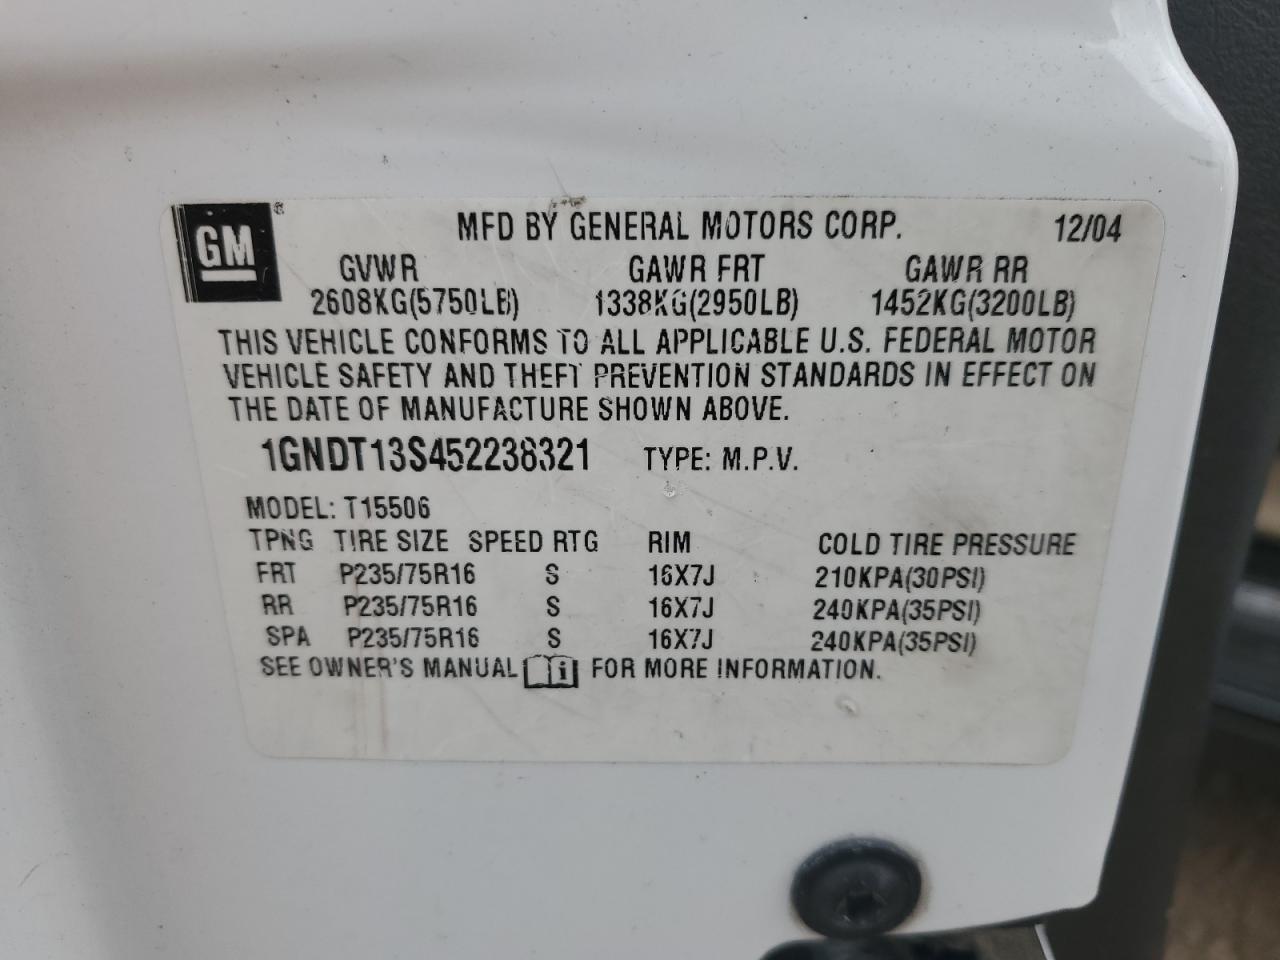 GM®
MFD BY GENERAL MOTORS CORP. 12/04
GVWR GAWR FRT GAWR RR
2608KG(5750LB) 1338KG(2950LB) 1452KG(3200LB)
THIS VEHICLE CONFORMS TO ALL APPLICABLE U.S. FEDERAL MOTOR
VEHICLE SAFETY AND THEFT PREVENTION STANDARDS IN EFFECT ON
THE DATE OF MANUFACTURE SHOWN ABOVE.
1GNDT13S452238321 TYPE: M.P.V.
MODEL: T15506
TPNG TIRE SIZE SPEED RTG RIM COLD TIRE PRESSURE
FRT P235/75R16 S 16X7J 210KPA(30PSI)
RR P235/75R16 S 16X7J 240KPA(35PSI)
SPA P235/75R16 S 16X7J 240KPA(35PSI)
SEE OWNER'S MANUAL i FOR MORE INFORMATION.